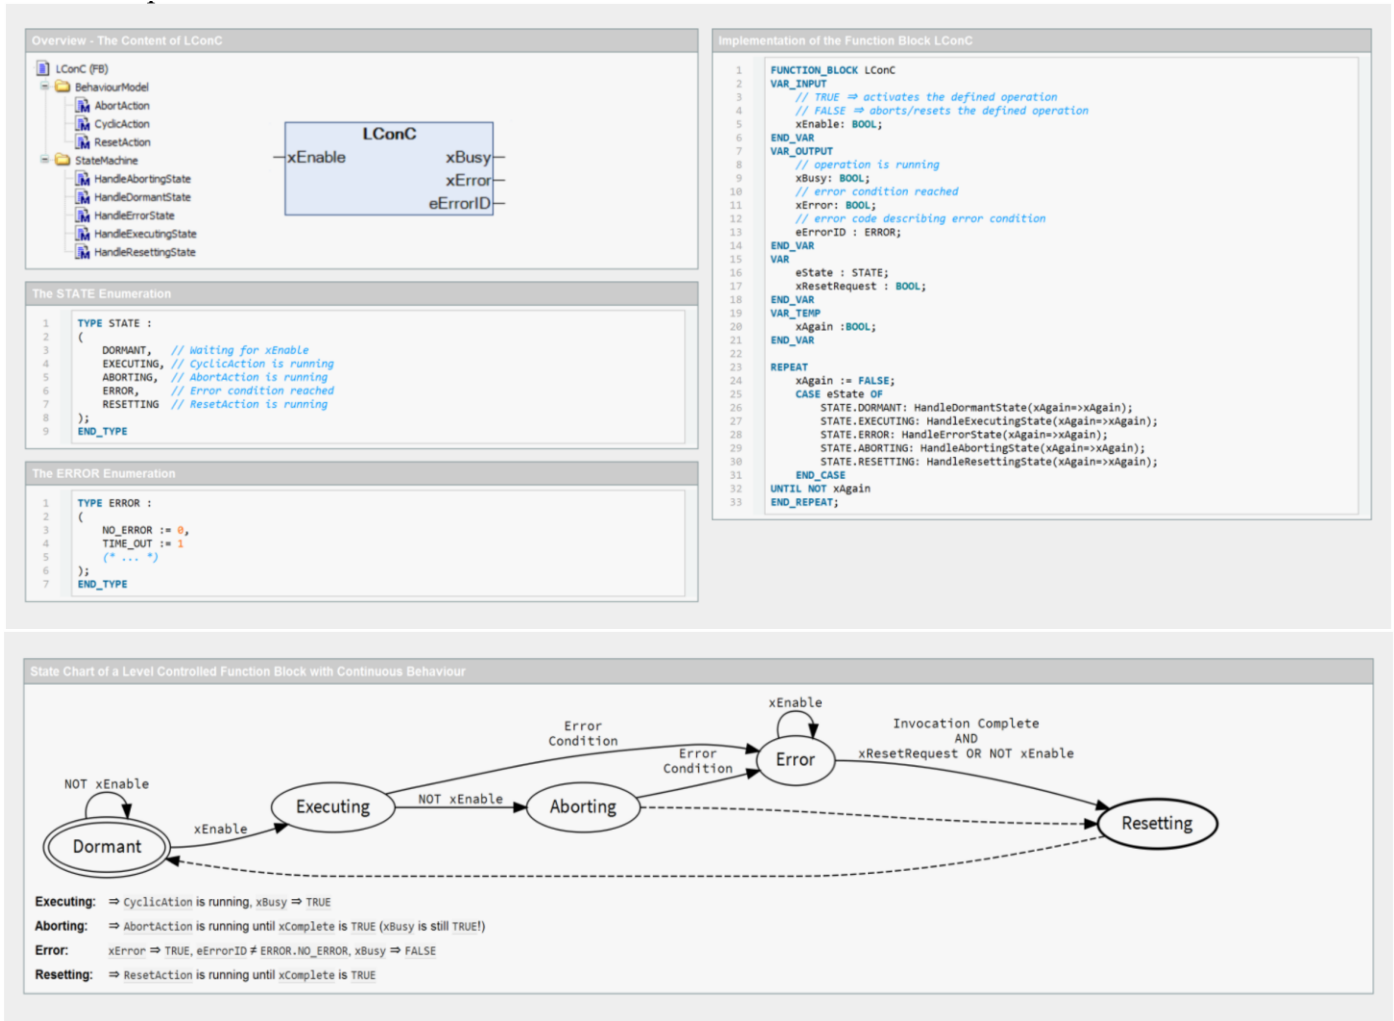 Overview - The Content of LConC
LConC (FB)
BehaviourModel
AbortAction
CyclicAction
ResetAction
StateMachine
HandleAbortingState
HandleDormantState
HandleErrorState
HandleExecutingState
HandleResettingState
LConC
xEnable
xBusy
xError
eErrorID
The STATE Enumeration
1 TYPE STATE :
2 (
3 DORMANT, // Waiting for xEnable
4 EXECUTING, // CyclicAction is running
5 ABORTING, // AbortAction is running
6 ERROR, // Error condition reached
7 RESETTING // ResetAction is running
8 );
9 END_TYPE
The ERROR Enumeration
1 TYPE ERROR :
2 (
3 NO_ERROR := 0,
4 TIME_OUT := 1
5 (* ... *)
6 );
7 END_TYPE
Implementation of the Function Block LConC
1 FUNCTION_BLOCK LConC
2 VAR_INPUT
3 // TRUE ⇒ activates the defined operation
4 // FALSE ⇒ aborts/resets the defined operation
5 xEnable: BOOL;
6 END_VAR
7 VAR_OUTPUT
8 // operation is running
9 xBusy: BOOL;
10 // error condition reached
11 xError: BOOL;
12 // error code describing error condition
13 eErrorID : ERROR;
14 END_VAR
15 VAR
16 eState : STATE;
17 xResetRequest : BOOL;
18 END_VAR
19 VAR_TEMP
20 xAgain :BOOL;
21 END_VAR
22
23 REPEAT
24 xAgain := FALSE;
25 CASE eState OF
26 STATE.DORMANT: HandleDormantState(xAgain=>xAgain);
27 STATE.EXECUTING: HandleExecutingState(xAgain=>xAgain);
28 STATE.ERROR: HandleErrorState(xAgain=>xAgain);
29 STATE.ABORTING: HandleAbortingState(xAgain=>xAgain);
30 STATE.RESETTING: HandleResettingState(xAgain=>xAgain);
31 END_CASE
32 UNTIL NOT xAgain
33 END_REPEAT;
State Chart of a Level Controlled Function Block with Continuous Behaviour
NOT xEnable
Dormant
xEnable
Executing
NOT xEnable
Aborting
Error
Condition
Error
Condition
xEnable
Error
Invocation Complete
AND
xResetRequest OR NOT xEnable
Resetting
Executing: ⇒ CyclicAtion is running, xBusy ⇒ TRUE
Aborting: ⇒ AbortAction is running until xComplete is TRUE (xBusy is still TRUE!)
Error: xError ⇒ TRUE, eErrorID ≠ ERROR.NO_ERROR, xBusy ⇒ FALSE
Resetting: ⇒ ResetAction is running until xComplete is TRUE